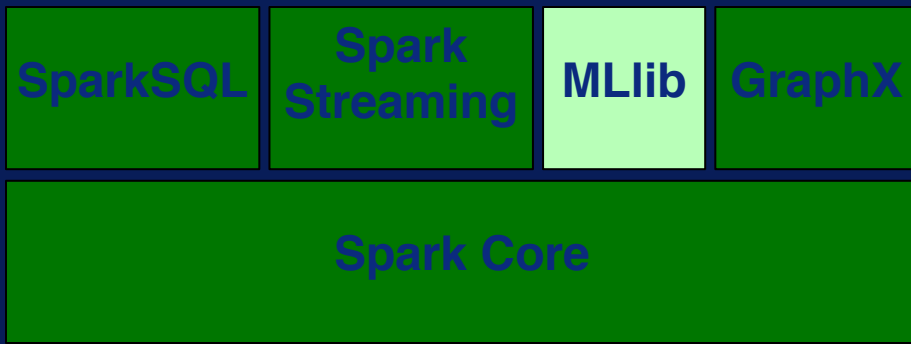 SparkSQL
Spark
Streaming
MLlib
GraphX
Spark Core